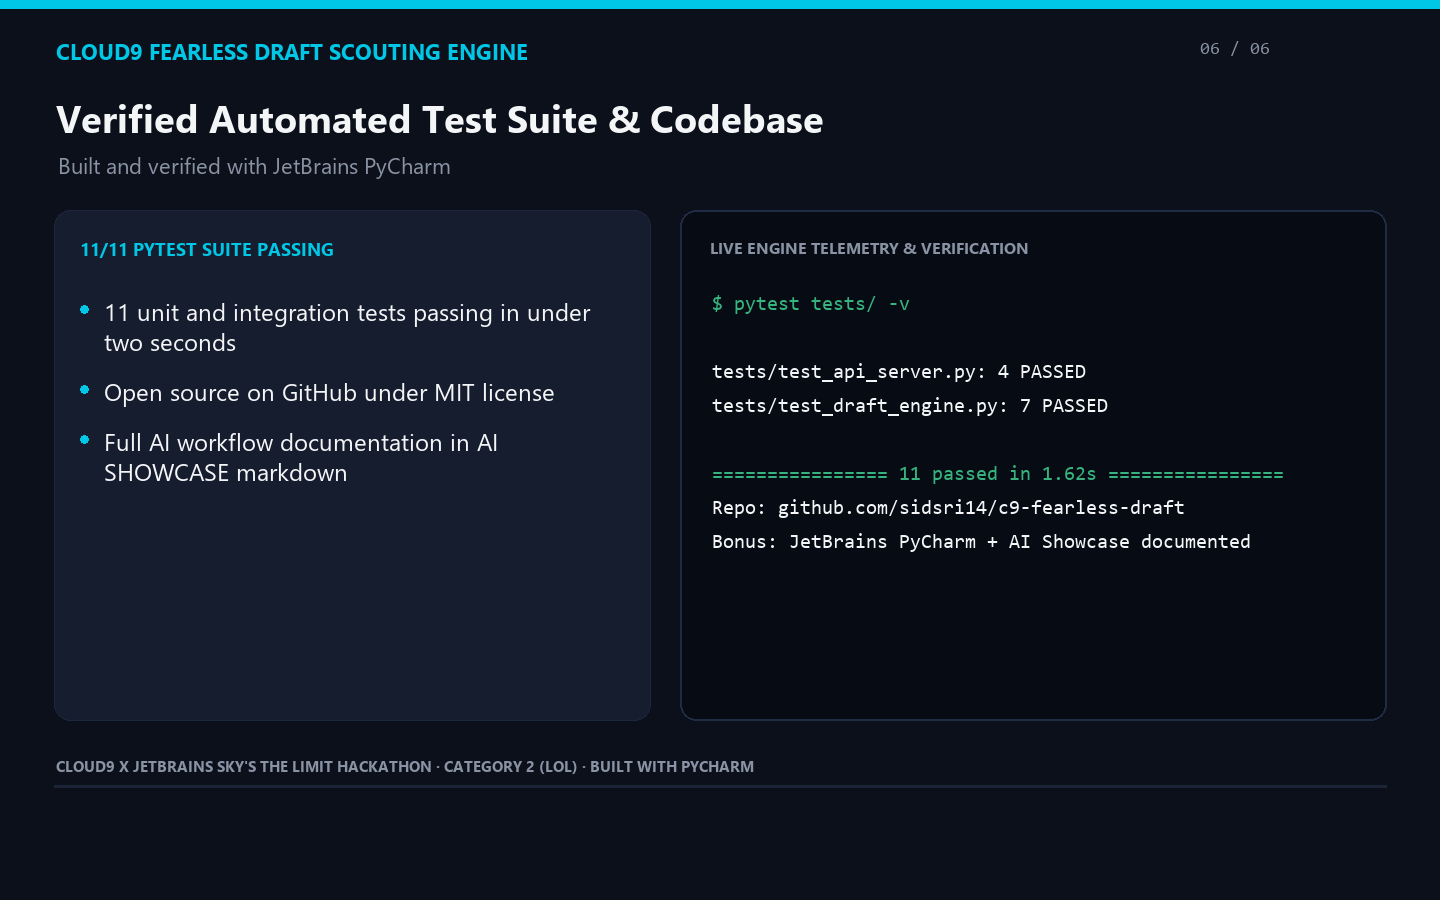 CLOUD9 FEARLESS DRAFT SCOUTING ENGINE
06 / 06
Verified Automated Test Suite & Codebase
Built and verified with JetBrains PyCharm
11/11 PYTEST SUITE PASSING
11 unit and integration tests passing in under
two seconds
Open source on GitHub under MIT license
Full AI workflow documentation in AI
SHOWCASE markdown
LIVE ENGINE TELEMETRY & VERIFICATION
$ pytest tests/ -v
tests/test_api_server.py: 4 PASSED
tests/test_draft_engine.py: 7 PASSED
================ 11 passed in 1.62s ================
Repo: github.com/sidsri14/c9-fearless-draft
Bonus: JetBrains PyCharm + AI Showcase documented
CLOUD9 X JETBRAINS SKY'S THE LIMIT HACKATHON · CATEGORY 2 (LOL) · BUILT WITH PYCHARM